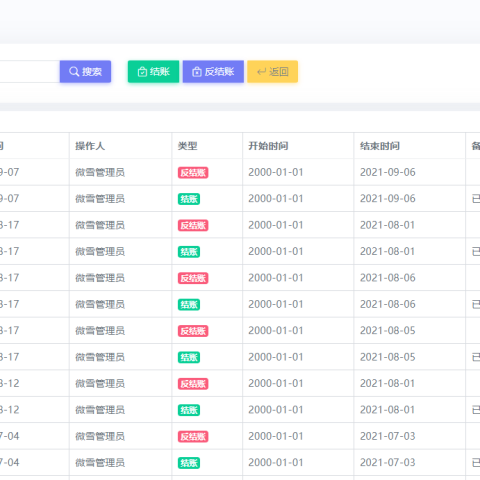 搜索 结账 反结账 返回
操作人 类型 开始时间 结束时间
9-07 微雪管理员 反结账 2000-01-01 2021-09-06
9-07 微雪管理员 结账 2000-01-01 2021-09-06 已
8-17 微雪管理员 反结账 2000-01-01 2021-08-01
8-17 微雪管理员 结账 2000-01-01 2021-08-01 已
8-17 微雪管理员 反结账 2000-01-01 2021-08-06
8-17 微雪管理员 结账 2000-01-01 2021-08-06 已
8-17 微雪管理员 反结账 2000-01-01 2021-08-05
8-17 微雪管理员 结账 2000-01-01 2021-08-05 已
8-12 微雪管理员 反结账 2000-01-01 2021-08-01
8-12 微雪管理员 结账 2000-01-01 2021-08-01 已
7-04 微雪管理员 反结账 2000-01-01 2021-07-03
7-04 微雪管理员 结账 2000-01-01 2021-07-03 已